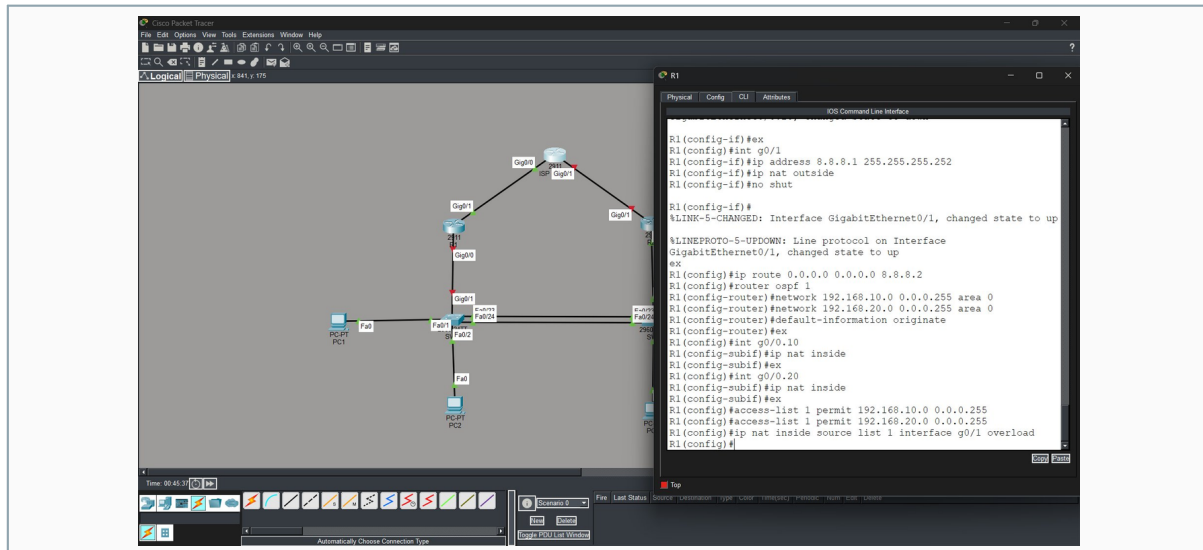 Cisco Packet Tracer
File Edit Options View Tools Extensions Window Help
?
Logical Physical x: 841, y: 175
Gig0/0
2911
ISP Gig0/1
Gig0/1
Gig0/1
2911
R1
Gig0/0
Gig0/1
Fa0/23
Fa0/24
Fa0/24
Fa0/1
Fa0/2
Fa0
PC-PT
PC1
Fa0
PC-PT
PC2
R1
Physical Config CLI Attributes
IOS Command Line Interface
R1(config-if)#ex
R1(config)#int g0/1
R1(config-if)#ip address 8.8.8.1 255.255.255.252
R1(config-if)#ip nat outside
R1(config-if)#no shut
R1(config-if)#
%LINK-5-CHANGED: Interface GigabitEthernet0/1, changed state to up
%LINEPROTO-5-UPDOWN: Line protocol on Interface
GigabitEthernet0/1, changed state to up
ex
R1(config)#ip route 0.0.0.0 0.0.0.0 8.8.8.2
R1(config)#router ospf 1
R1(config-router)#network 192.168.10.0 0.0.0.255 area 0
R1(config-router)#network 192.168.20.0 0.0.0.255 area 0
R1(config-router)#default-information originate
R1(config-router)#ex
R1(config)#int g0/0.10
R1(config-subif)#ip nat inside
R1(config-subif)#ex
R1(config)#int g0/0.20
R1(config-subif)#ip nat inside
R1(config-subif)#ex
R1(config)#access-list 1 permit 192.168.10.0 0.0.0.255
R1(config)#access-list 1 permit 192.168.20.0 0.0.0.255
R1(config)#ip nat inside source list 1 interface g0/1 overload
R1(config)#
Copy Paste
Top
Time: 00:45:37
Scenario 0
New Delete
Toggle PDU List Window
Fire Last Status Source Destination Type Color Time(sec) Periodic Num Edit Delete
Automatically Choose Connection Type